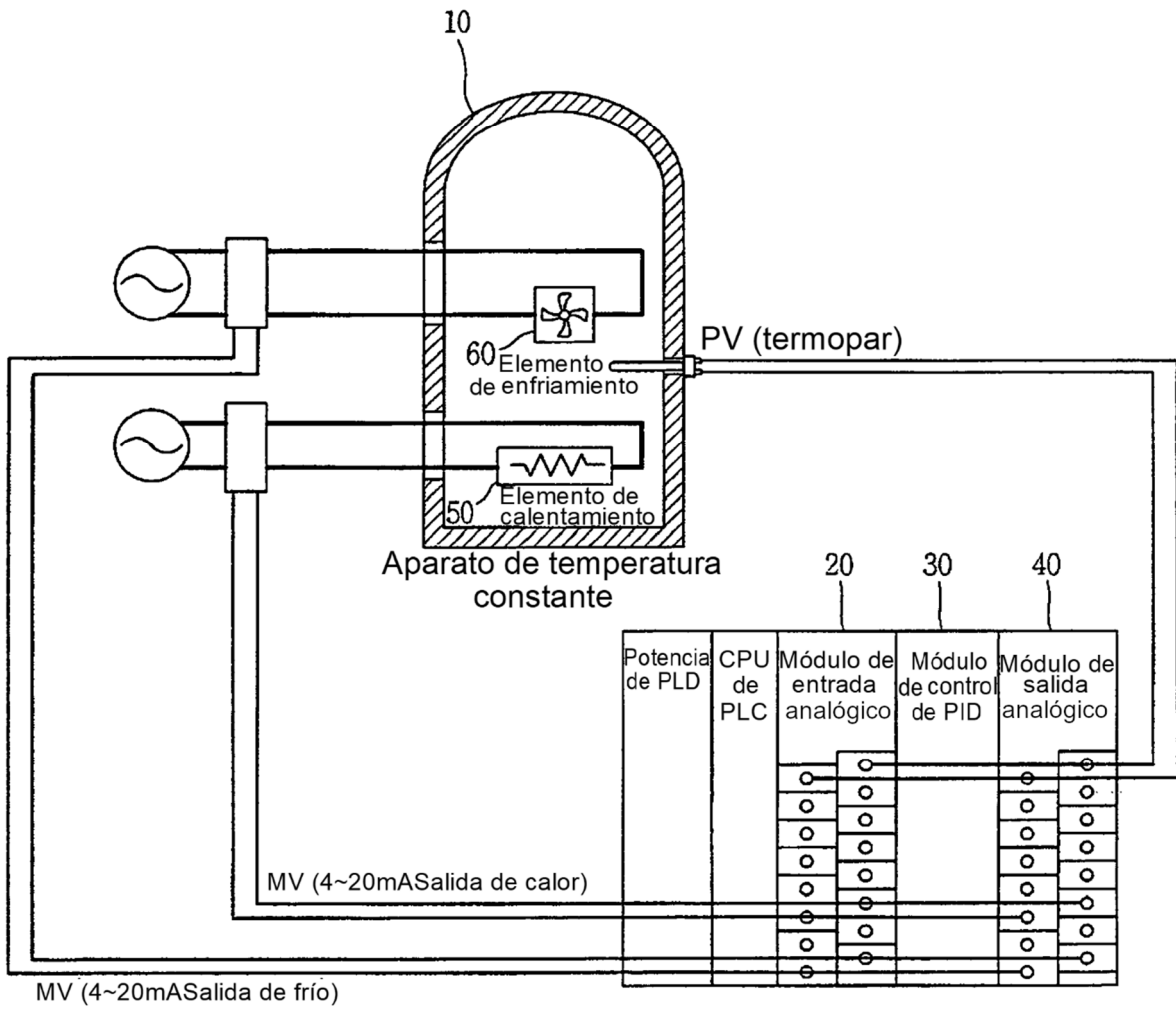 10
PV (termopar)
60
Elemento
de enfriamiento
50
Elemento de
calentamiento
Aparato de temperatura
constante
20
30
40
Potencia
de PLD
CPU
de
PLC
Módulo de
entrada
analógico
Módulo
de control
de PID
Módulo de
salida
analógico
MV (4~20mASalida de calor)
MV (4~20mASalida de frío)